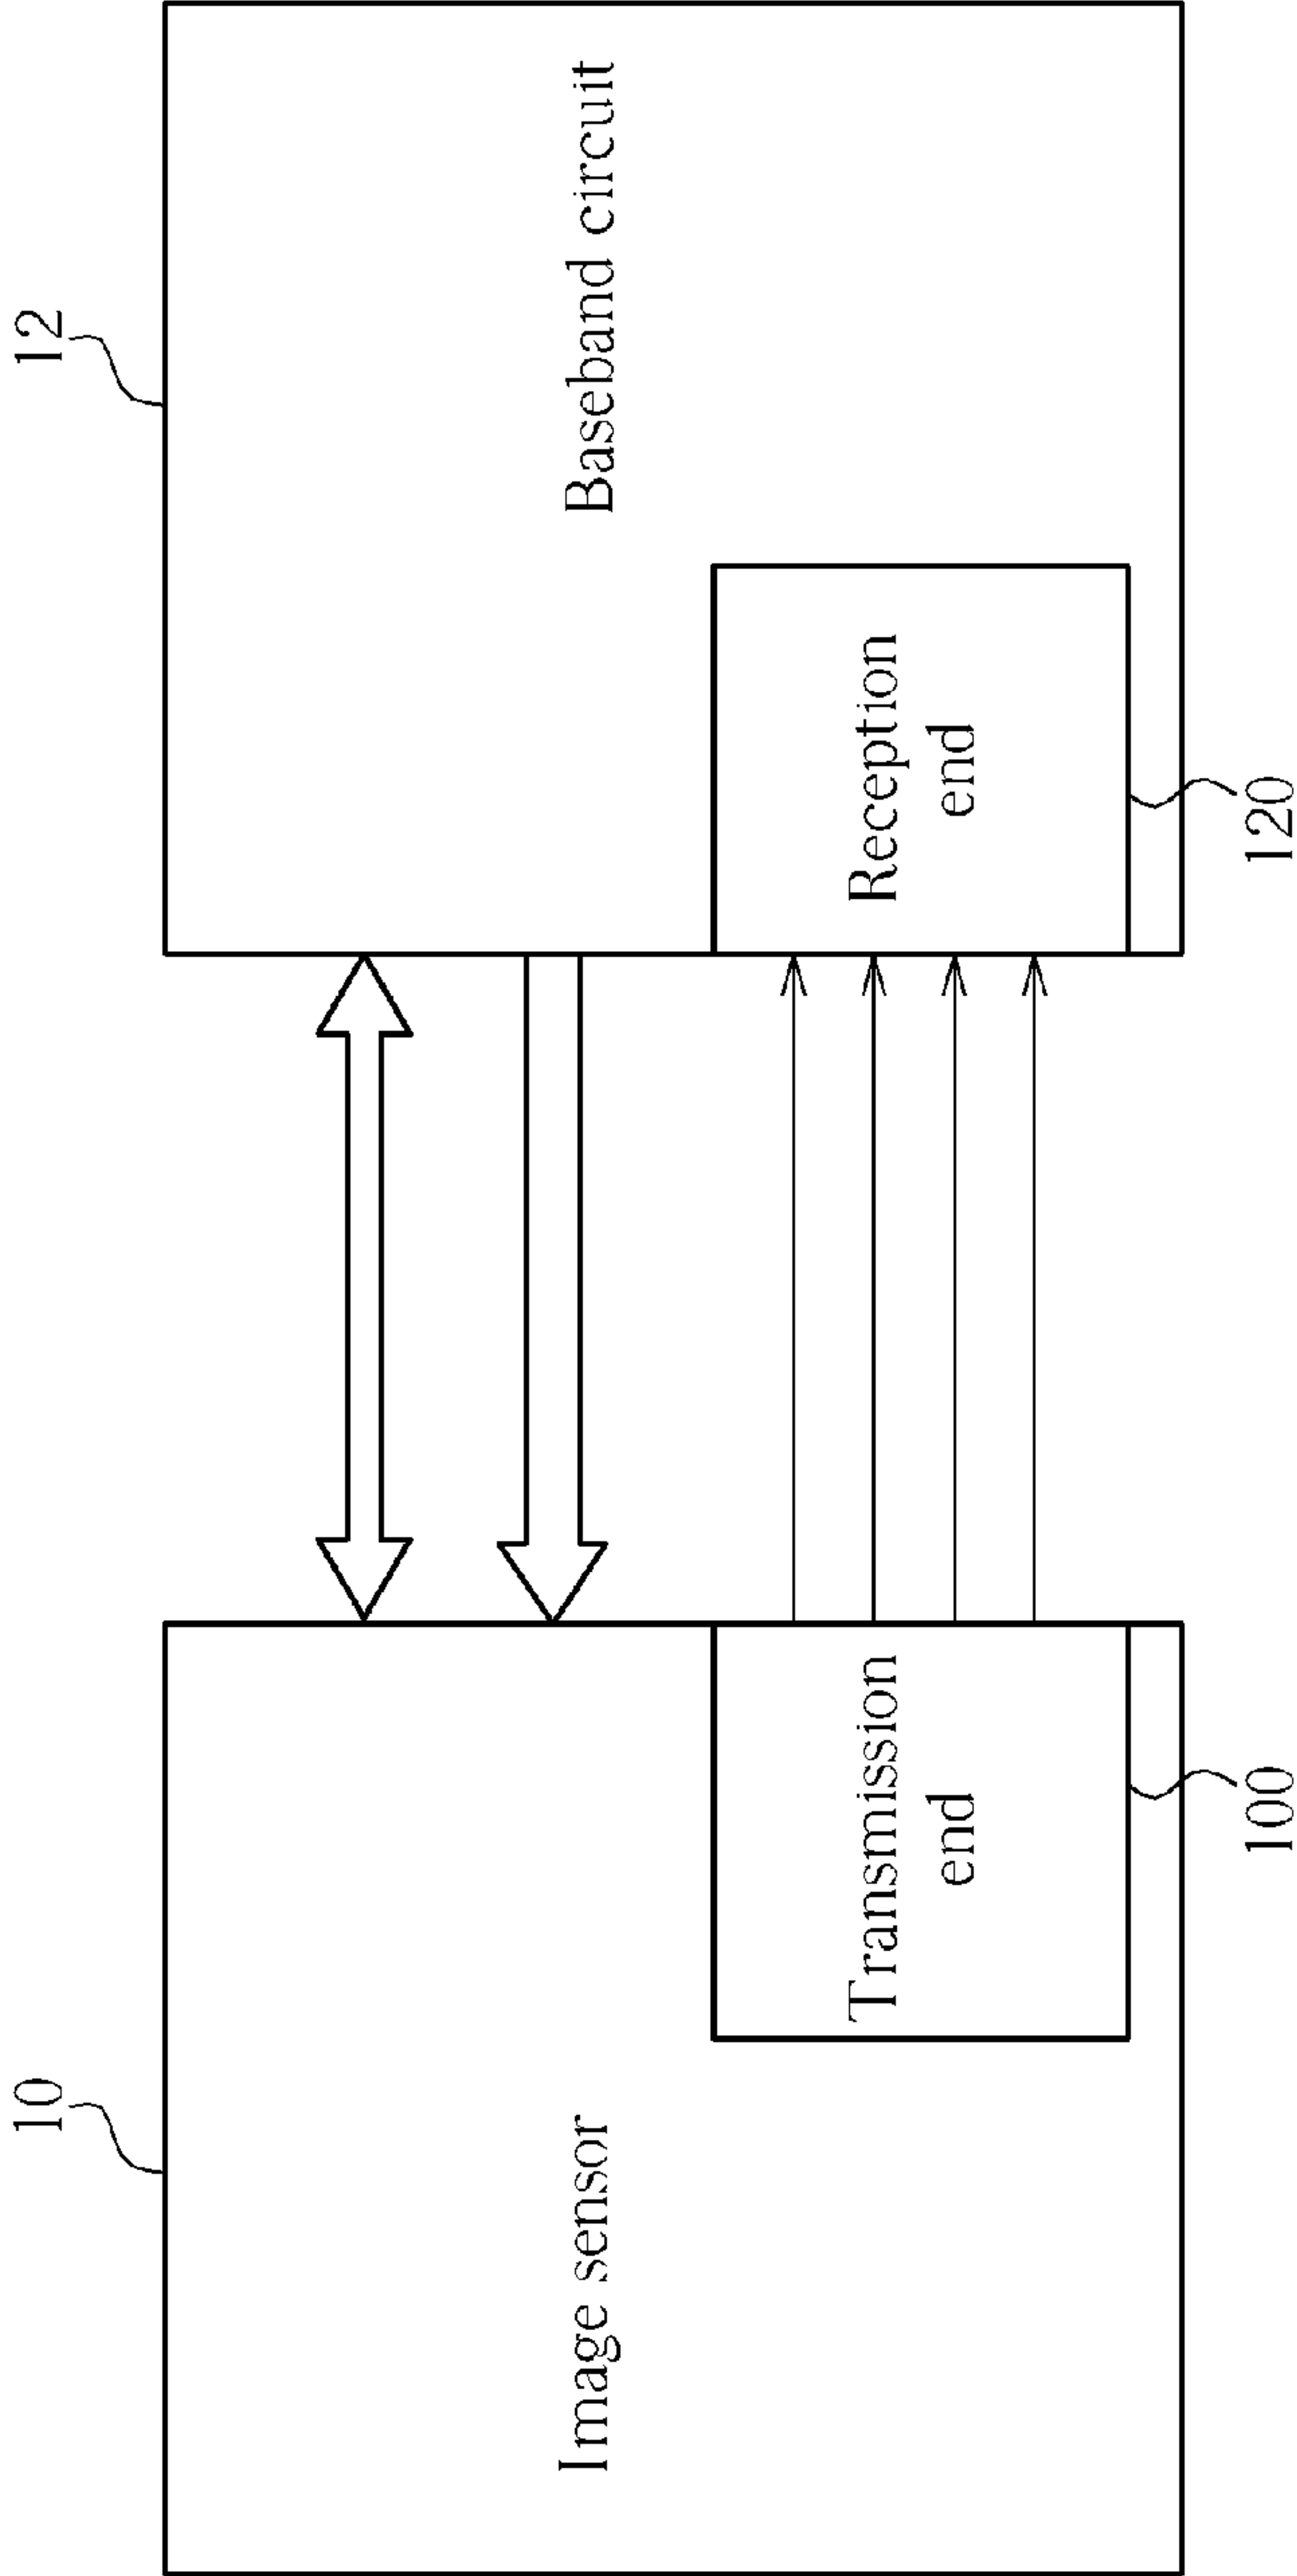 10
12
Image sensor
Baseband circuit
Transmission
end
Reception
end
100
120